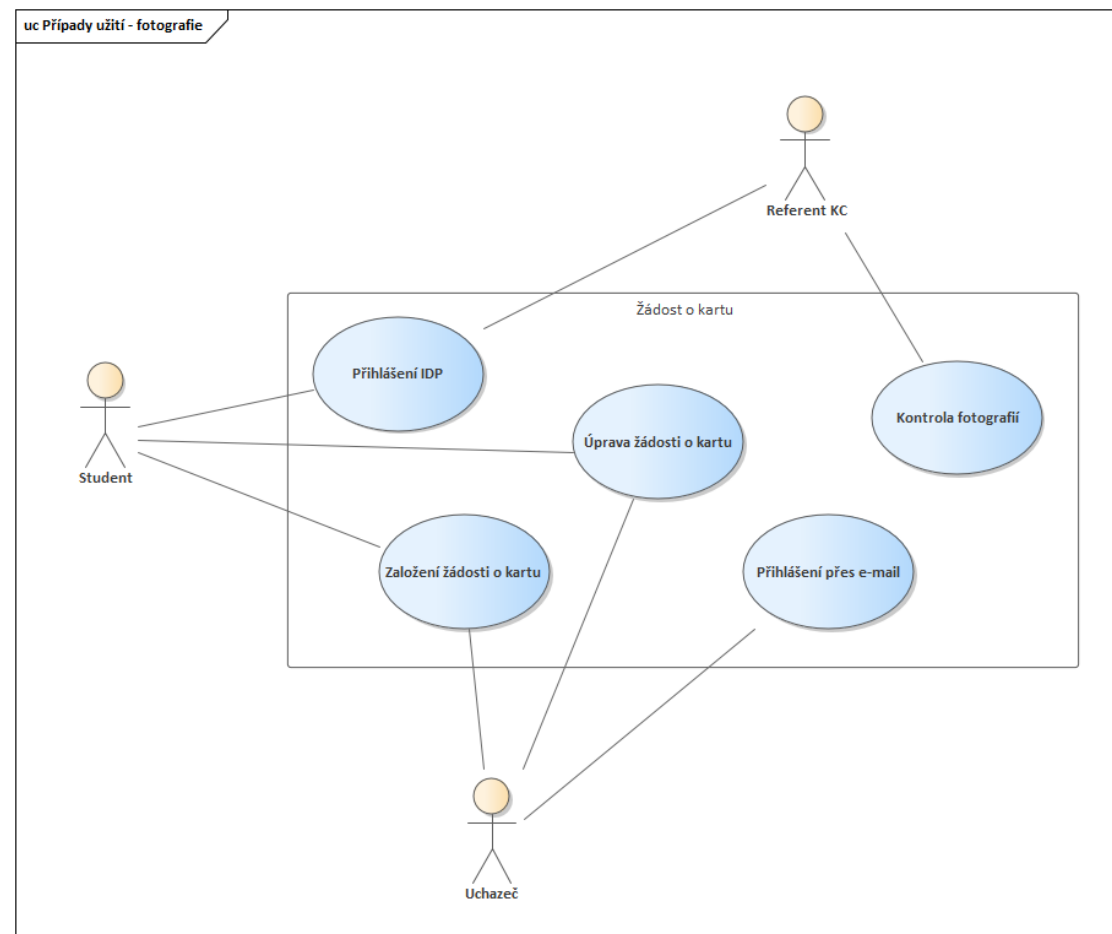 uc Případy užití - fotografie
Referent KC
Žádost o kartu
Přihlášení IDP
Kontrola fotografií
Úprava žádosti o kartu
Student
Založení žádosti o kartu
Přihlášení přes e-mail
Uchazeč